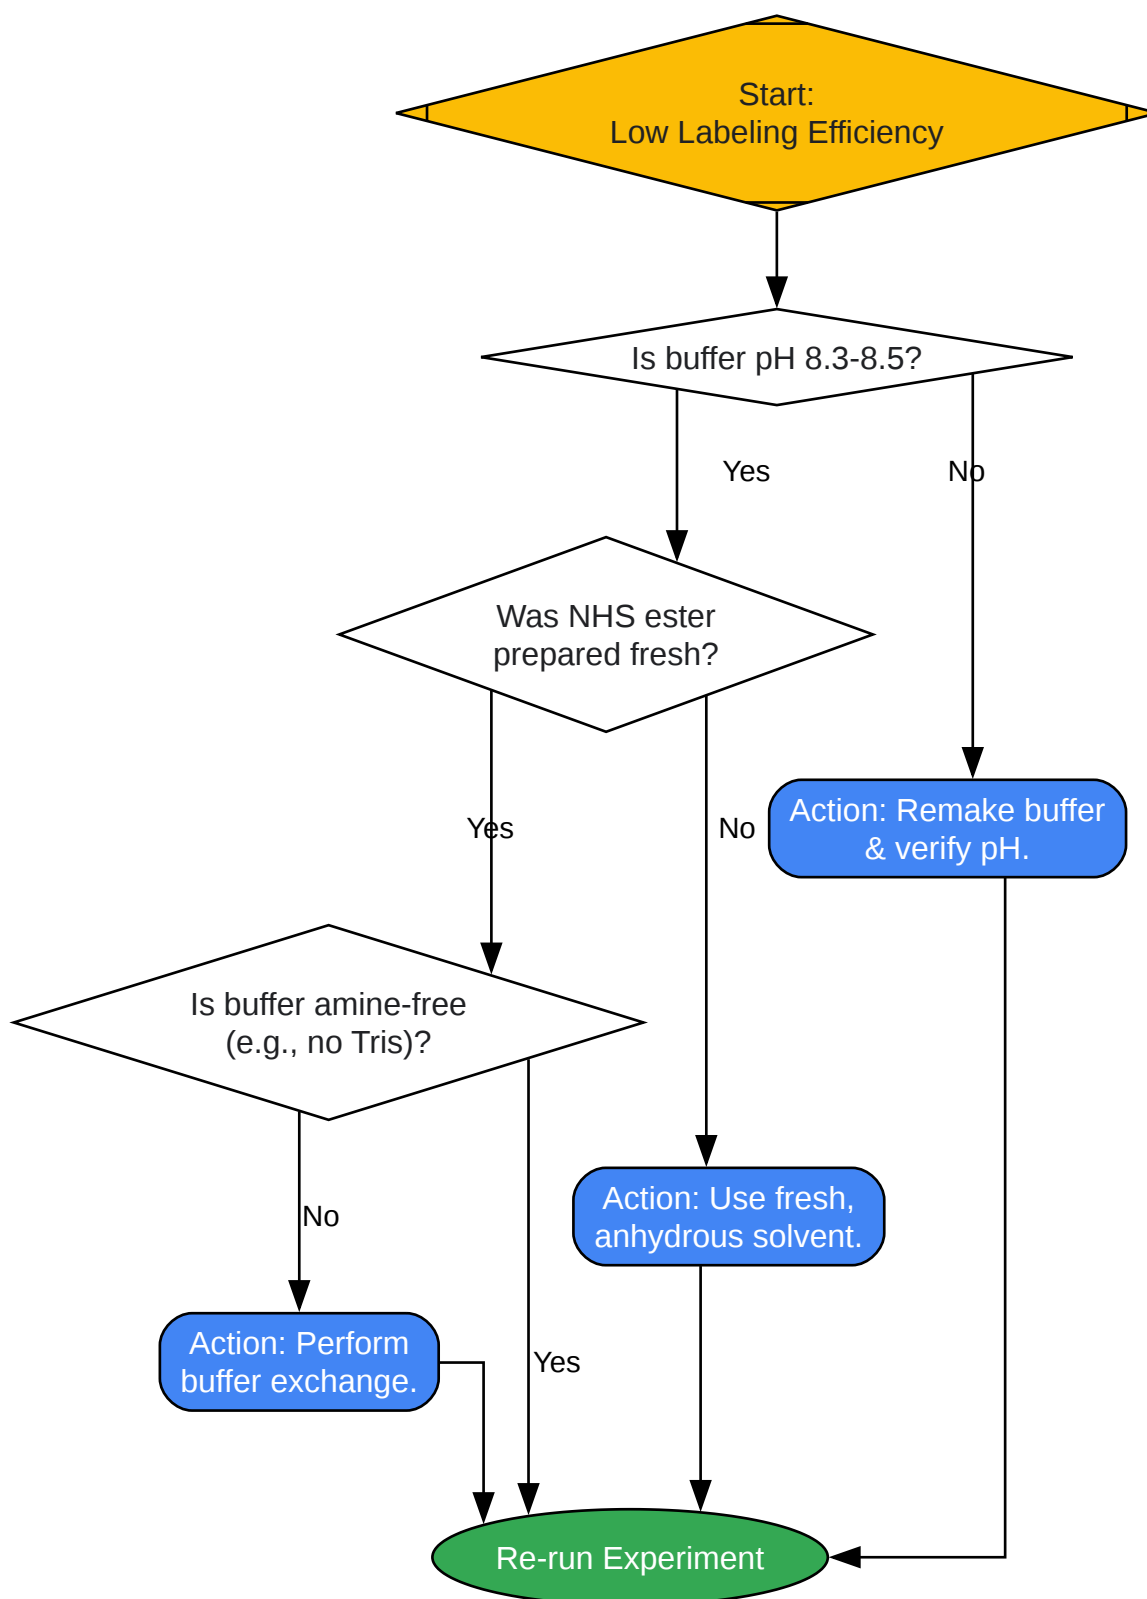 Start:
Low Labeling Efficiency
Is buffer pH 8.3-8.5?
Yes
No
Was NHS ester
prepared fresh?
Action: Remake buffer
& verify pH.
Yes
No
Is buffer amine-free
(e.g., no Tris)?
Action: Use fresh,
anhydrous solvent.
No
Action: Perform
buffer exchange.
Yes
Re-run Experiment